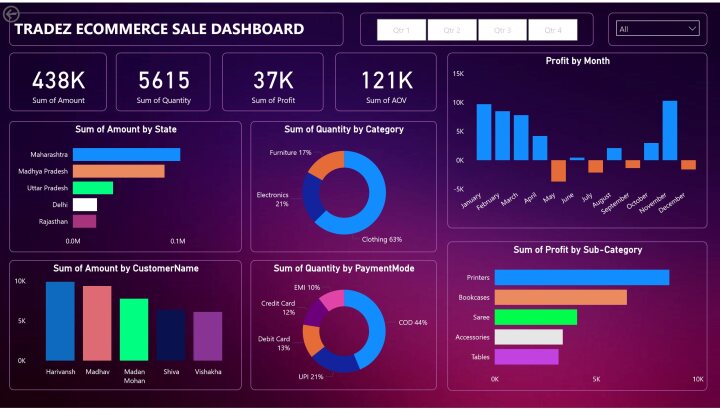 TRADEZ ECOMMERCE SALE DASHBOARD
Qtr 1 Qtr 2 Qtr 3 Qtr 4
All
438K
Sum of Amount
5615
Sum of Quantity
37K
Sum of Profit
121K
Sum of AOV
Profit by Month
15K
10K
5K
0K
-5K
January February March April May June July August September October November December
Sum of Amount by State
Maharashtra
Madhya Pradesh
Uttar Pradesh
Delhi
Rajasthan
0.0M 0.1M
Sum of Quantity by Category
Furniture 17%
Electronics
21%
Clothing 63%
Sum of Profit by Sub-Category
Printers
Bookcases
Saree
Accessories
Tables
0K 5K 10K
Sum of Amount by CustomerName
10K
5K
0K
Harivansh Madhav Madan Shiva Vishakha
Mohan
Sum of Quantity by PaymentMode
EMI 10%
Credit Card
12%
Debit Card
13%
UPI 21%
COD 44%